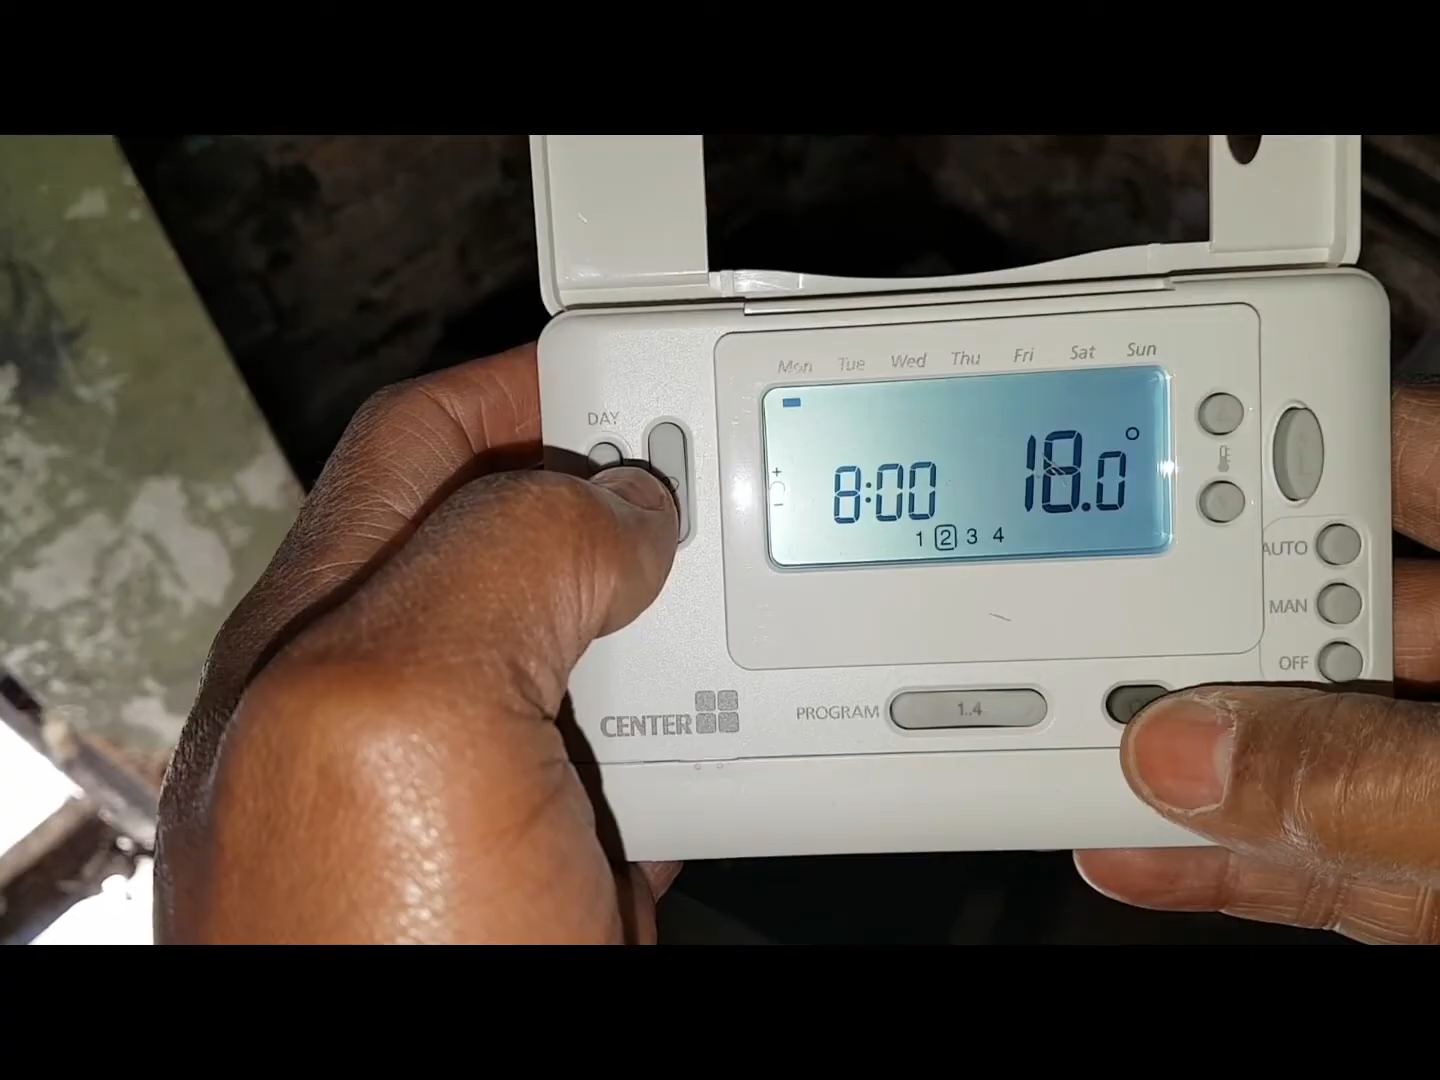 Mon Tue Wed Thu Fri Sat Sun
DAY
8:00 18.0°
1 2 3 4
AUTO
MAN
OFF
PROGRAM 1..4
CENTER